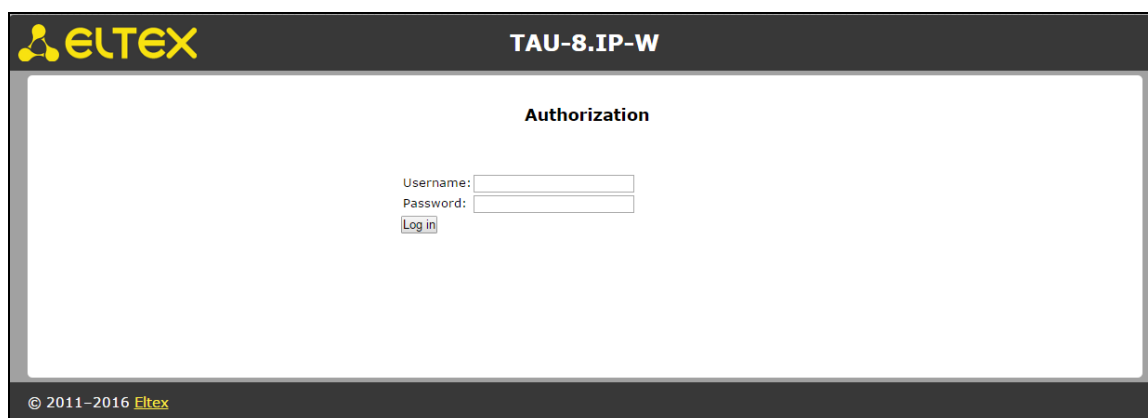 ELTEX
TAU-8.IP-W
Authorization
Username:
Password:
Log in
© 2011–2016 Eltex